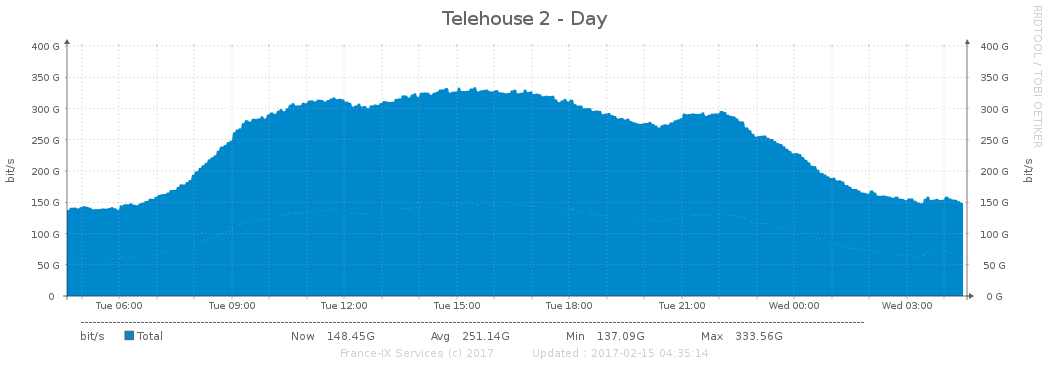 Telehouse 2 - Day
RRDTOOL / TOBI OETIKER
400 G 400 G
350 G 350 G
300 G 300 G
250 G 250 G
200 G 200 G
150 G 150 G
100 G 100 G
50 G 50 G
0 0 G
bit/s bit/s
Tue 06:00 Tue 09:00 Tue 12:00 Tue 15:00 Tue 18:00 Tue 21:00 Wed 00:00 Wed 03:00
bit/s Total Now 148.45G Avg 251.14G Min 137.09G Max 333.56G
France-IX Services (c) 2017 Updated : 2017-02-15 04:35:14